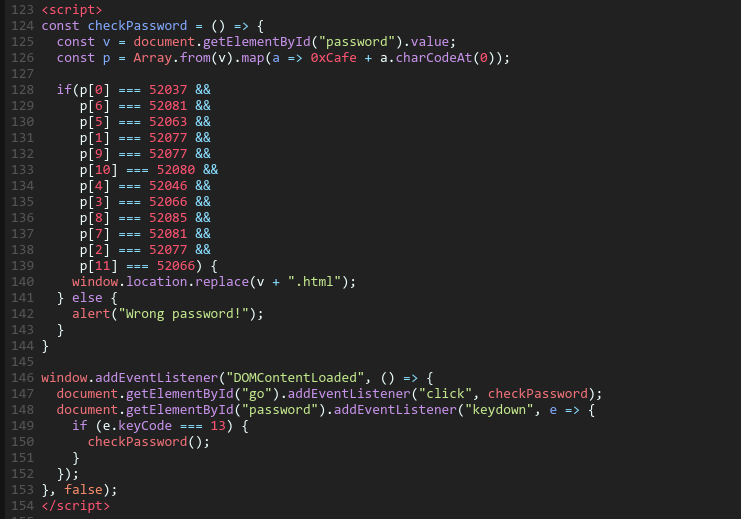 123 <script>
124 const checkPassword = () => {
125   const v = document.getElementById("password").value;
126   const p = Array.from(v).map(a => 0xCafe + a.charCodeAt(0));
127
128   if(p[0] === 52037 &&
129      p[6] === 52081 &&
130      p[5] === 52063 &&
131      p[1] === 52077 &&
132      p[9] === 52077 &&
133      p[10] === 52080 &&
134      p[4] === 52046 &&
135      p[3] === 52066 &&
136      p[8] === 52085 &&
137      p[7] === 52081 &&
138      p[2] === 52077 &&
139      p[11] === 52066) {
140     window.location.replace(v + ".html");
141   } else {
142     alert("Wrong password!");
143   }
144 }
145
146 window.addEventListener("DOMContentLoaded", () => {
147   document.getElementById("go").addEventListener("click", checkPassword);
148   document.getElementById("password").addEventListener("keydown", e => {
149     if (e.keyCode === 13) {
150       checkPassword();
151     }
152   });
153 }, false);
154 </script>